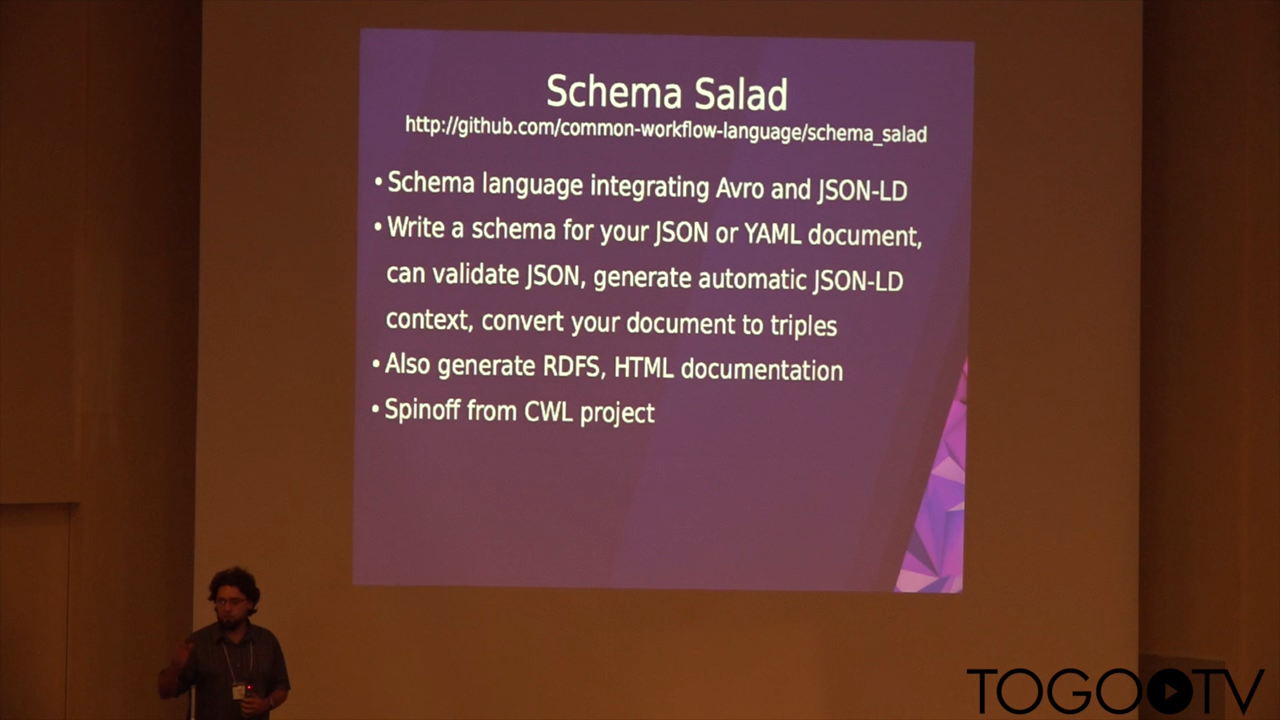 Schema Salad
http://github.com/common-workflow-language/schema_salad
• Schema language integrating Avro and JSON-LD
• Write a schema for your JSON or YAML document,
can validate JSON, generate automatic JSON-LD
context, convert your document to triples
• Also generate RDFS, HTML documentation
• Spinoff from CWL project
TOGOTV